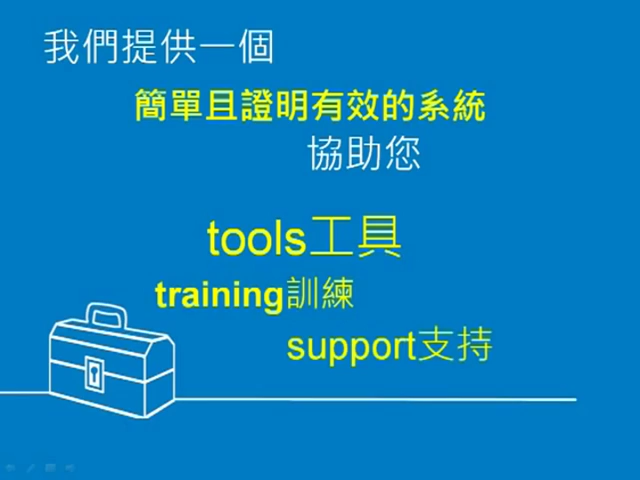 我們提供一個
簡單且證明有效的系統
協助您
tools工具
training訓練
support支持